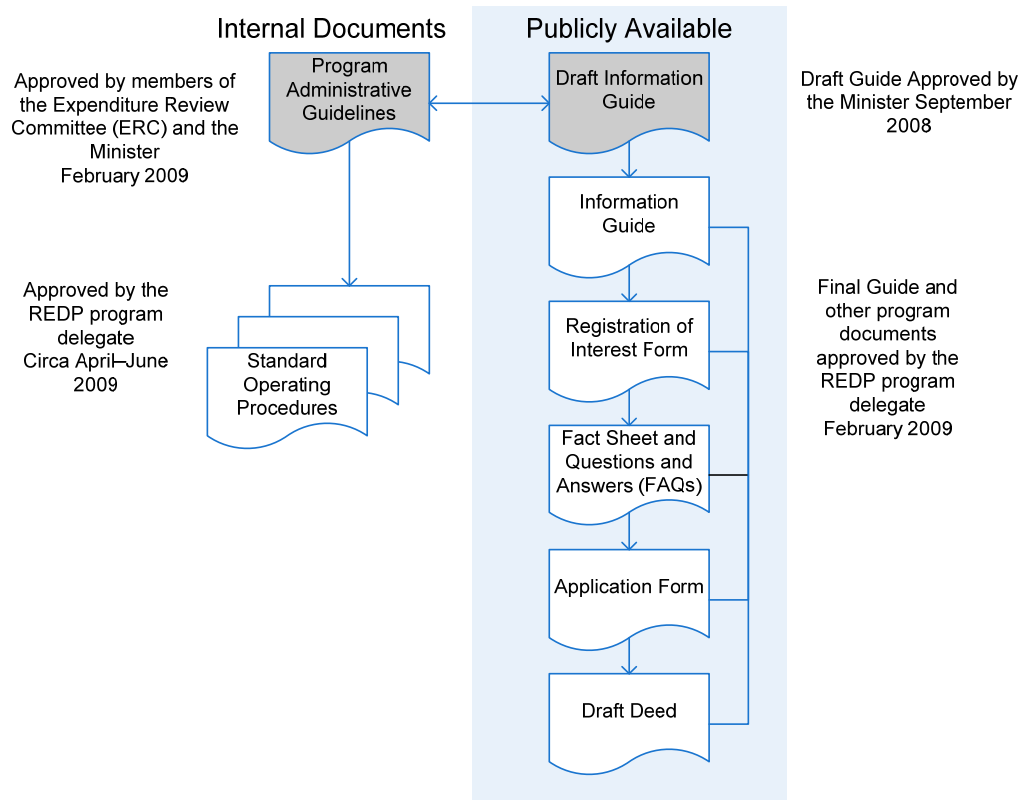 Internal Documents
Publicly Available
Approved by members of
the Expenditure Review
Committee (ERC) and the
Minister
February 2009
Program
Administrative
Guidelines
Draft Information
Guide
Draft Guide Approved by
the Minister September
2008
Information
Guide
Approved by the
REDP program
delegate
Circa April–June
2009
Standard
Operating
Procedures
Registration of
Interest Form
Final Guide and
other program
documents
approved by the
REDP program
delegate
February 2009
Fact Sheet and
Questions and
Answers (FAQs)
Application Form
Draft Deed